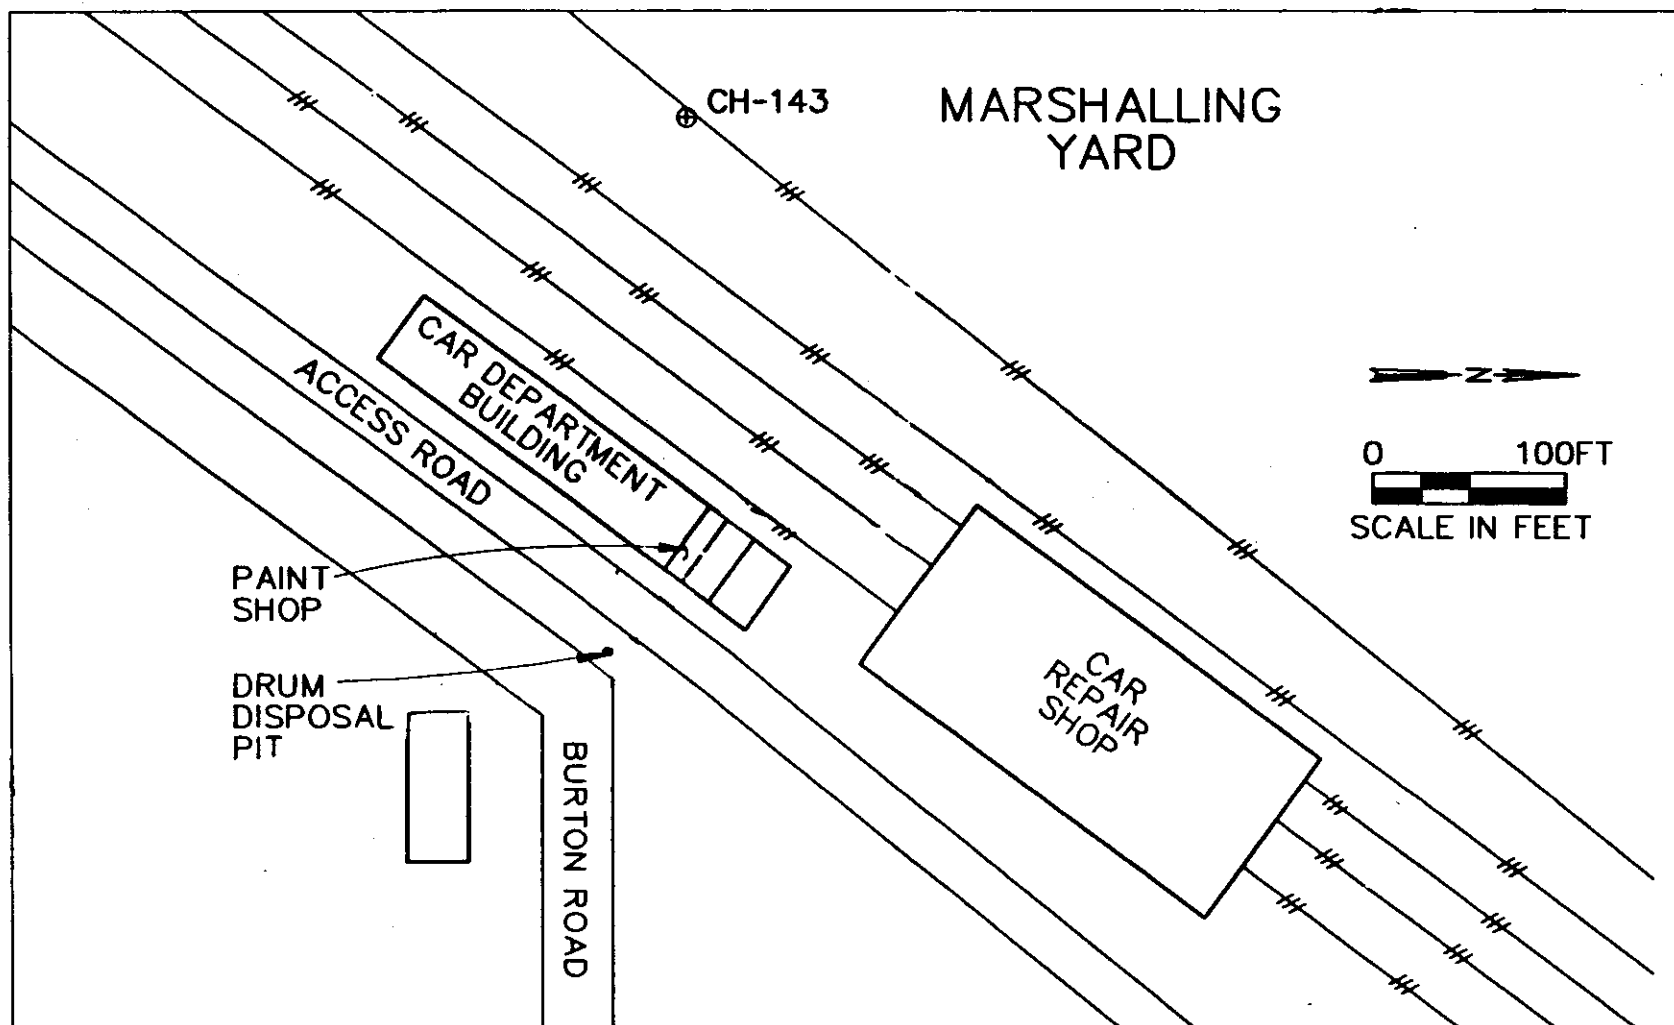 CH-143
MARSHALLING
YARD
N
0 100FT
SCALE IN FEET
CAR DEPARTMENT
BUILDING
ACCESS ROAD
PAINT
SHOP
DRUM
DISPOSAL
PIT
BURTON ROAD
CAR
REPAIR
SHOP